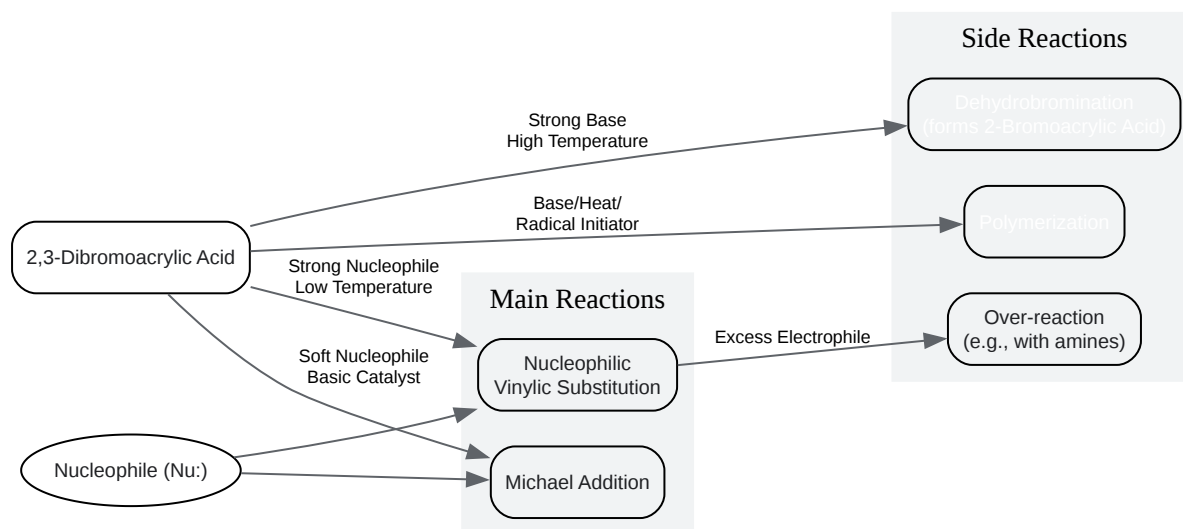 Side Reactions
Dehydrobromination
(forms 2-Bromoacrylic Acid)
Strong Base
High Temperature
Base/Heat/
Radical Initiator
Polymerization
2,3-Dibromoacrylic Acid
Strong Nucleophile
Low Temperature
Main Reactions
Over-reaction
(e.g., with amines)
Excess Electrophile
Nucleophilic
Vinylic Substitution
Soft Nucleophile
Basic Catalyst
Nucleophile (Nu:)
Michael Addition